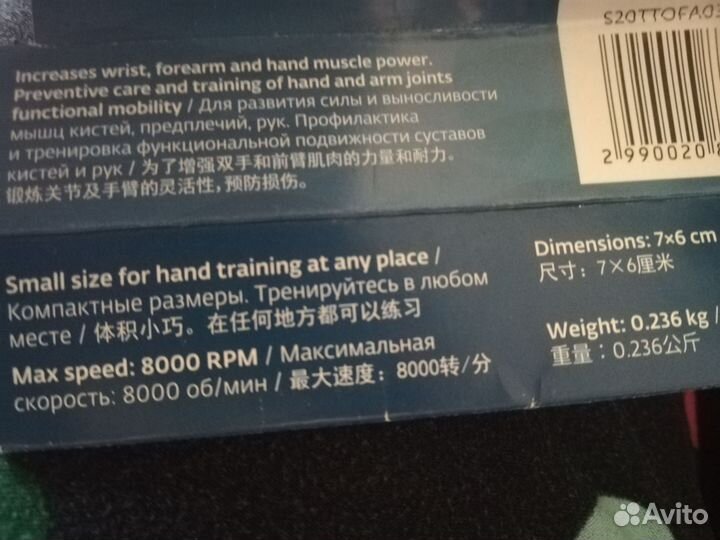 S20TTOFA03
Increases wrist, forearm and hand muscle power.
Preventive care and training of hand and arm joints
functional mobility / Для развития силы и выносливости
мышц кистей, предплечий, рук. Профилактика
и тренировка функциональной подвижности суставов
кистей и рук / 为了增强双手和前臂肌肉的力量和耐力。
锻炼关节及手臂的灵活性，预防损伤。
2 990020 8
Small size for hand training at any place /
Компактные размеры. Тренируйтесь в любом
месте / 体积小巧。在任何地方都可以练习
Max speed: 8000 RPM / Максимальная
скорость: 8000 об/мин / 最大速度：8000转/分
Dimensions: 7×6 cm
尺寸：7×6厘米
Weight: 0.236 kg /
重量：0.236公斤
Avito